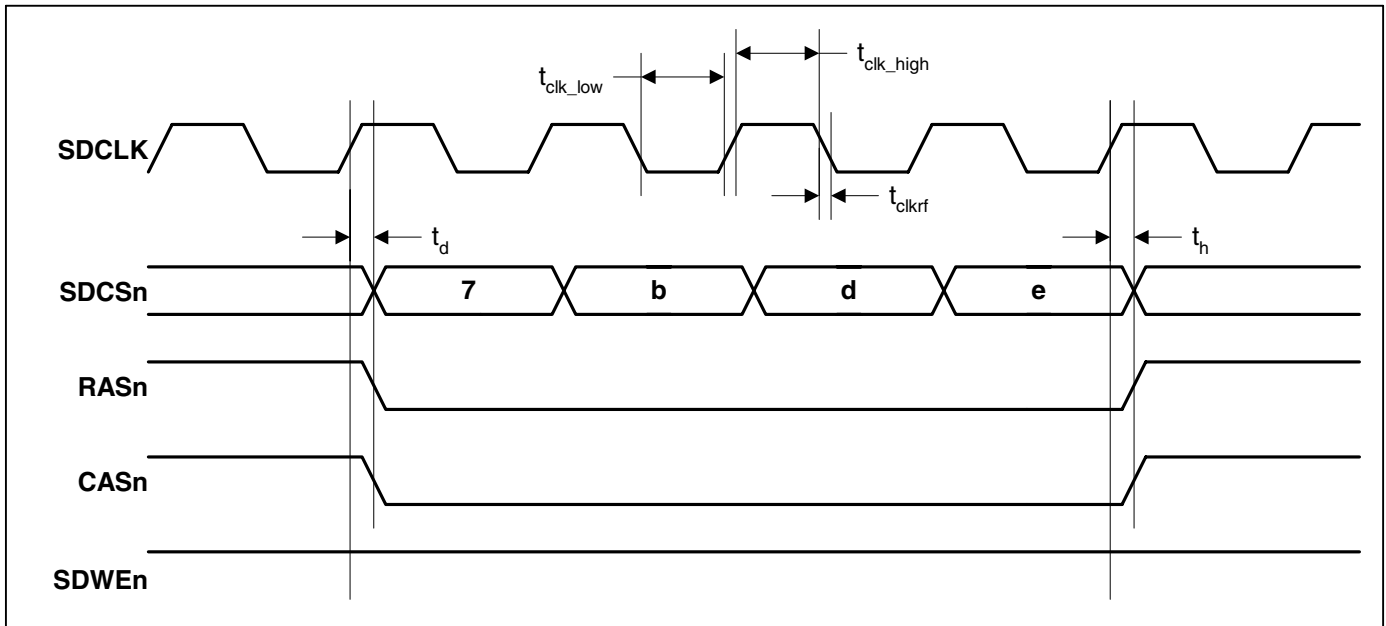 t_clk_high
t_clk_low
SDCLK
t_clkrf
t_d
t_h
SDCSn
7 b d e
RASn
CASn
SDWEn